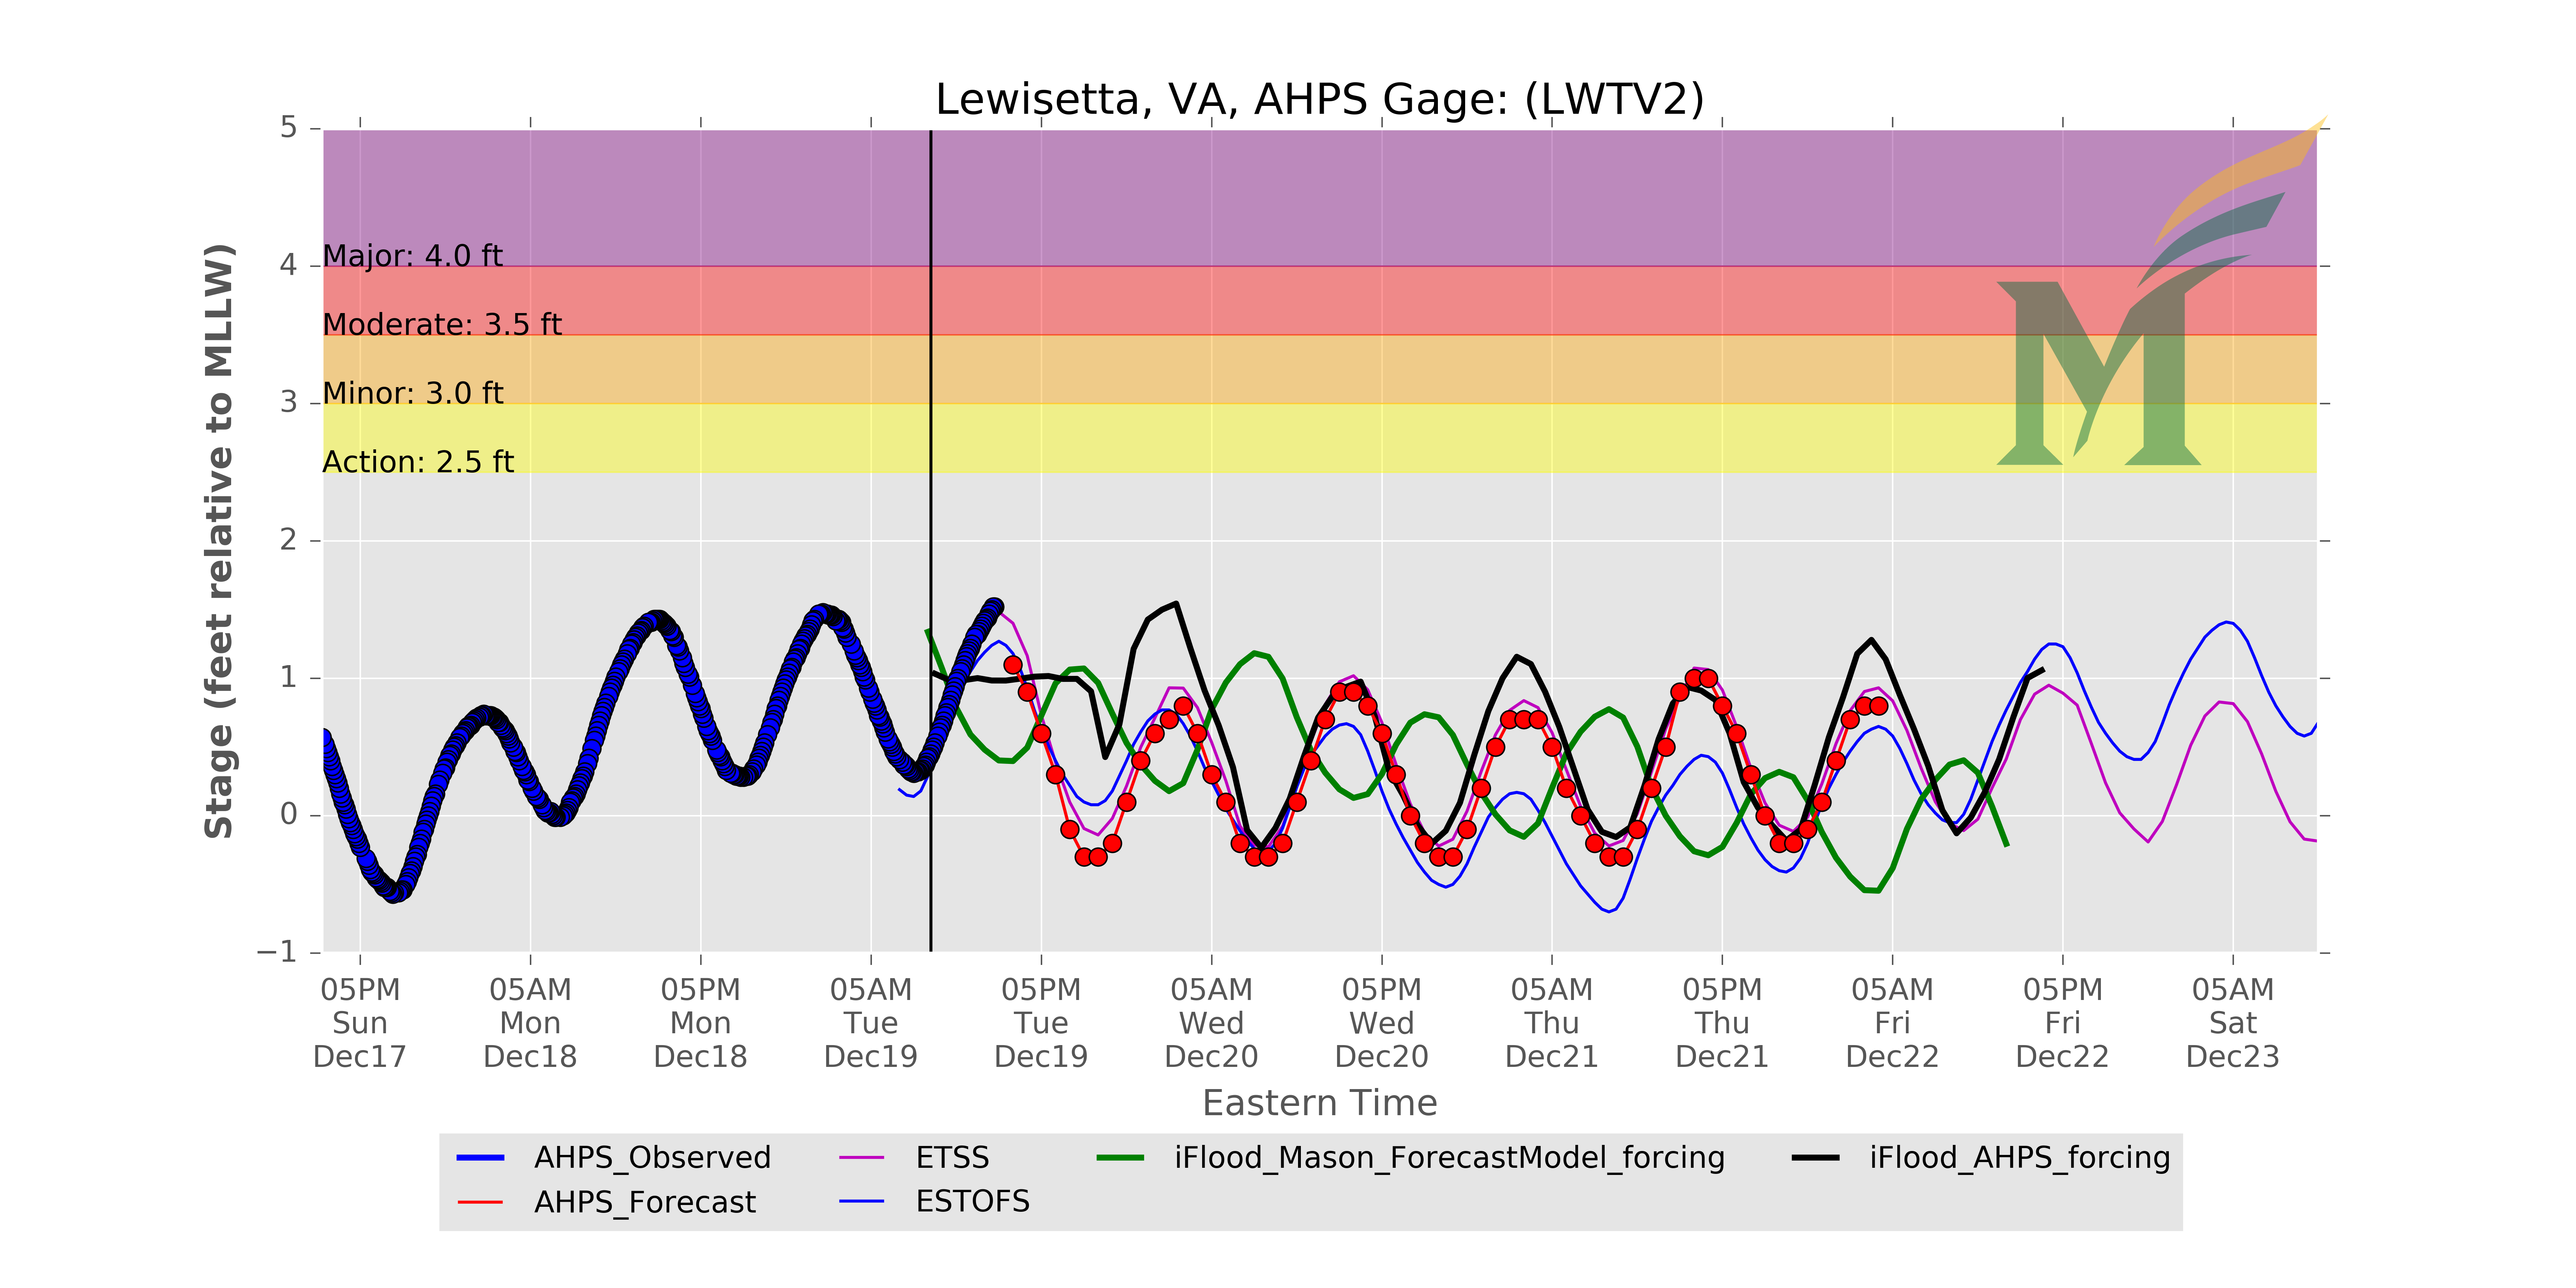 Lewisetta, VA, AHPS Gage: (LWTV2)
Stage (feet relative to MLLW)
5
4
3
2
1
0
−1
Major: 4.0 ft
Moderate: 3.5 ft
Minor: 3.0 ft
Action: 2.5 ft
M
05PM Sun Dec17
05AM Mon Dec18
05PM Mon Dec18
05AM Tue Dec19
05PM Tue Dec19
05AM Wed Dec20
05PM Wed Dec20
05AM Thu Dec21
05PM Thu Dec21
05AM Fri Dec22
05PM Fri Dec22
05AM Sat Dec23
Eastern Time
AHPS_Observed
AHPS_Forecast
ETSS
ESTOFS
iFlood_Mason_ForecastModel_forcing
iFlood_AHPS_forcing